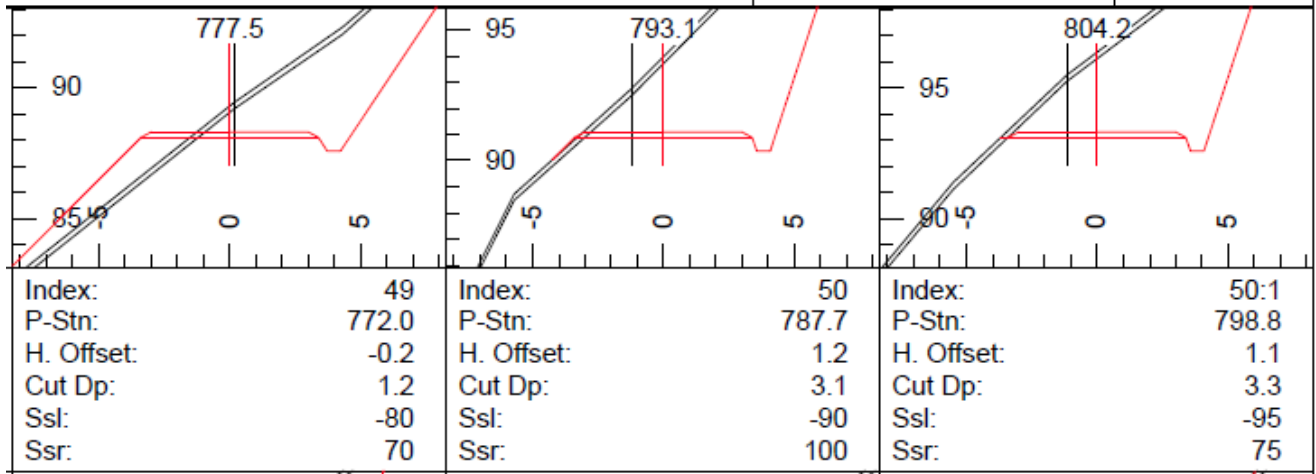 777.5
90
85
-5
0
5
Index: 49
P-Stn: 772.0
H. Offset: -0.2
Cut Dp: 1.2
Ssl: -80
Ssr: 70
793.1
95
90
-5
0
5
Index: 50
P-Stn: 787.7
H. Offset: 1.2
Cut Dp: 3.1
Ssl: -90
Ssr: 100
804.2
95
90
-5
0
5
Index: 50:1
P-Stn: 798.8
H. Offset: 1.1
Cut Dp: 3.3
Ssl: -95
Ssr: 75